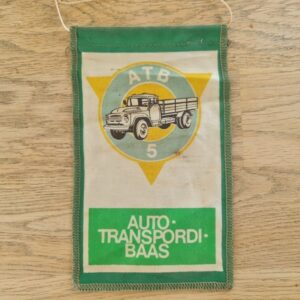 ATB
5
AUTO-
TRANSPORDI-
BAAS